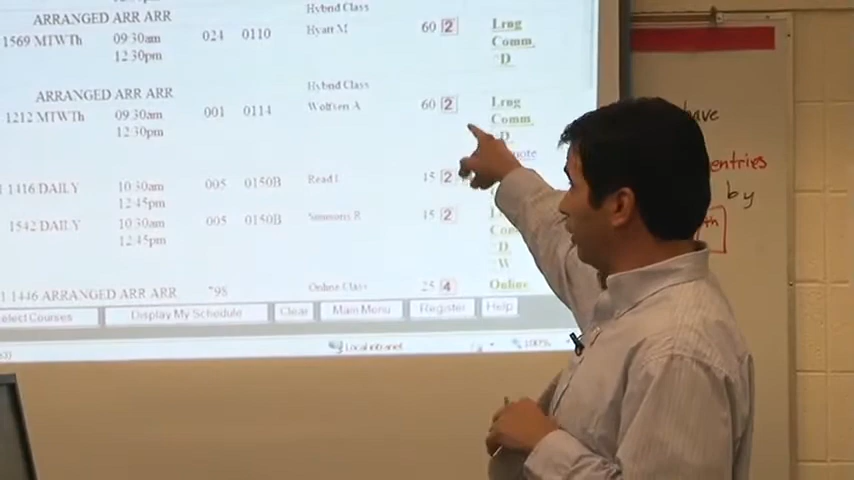 Hybrid Class
ARRANGED ARR ARR
1569 MTWTh 09:30am 024 0110 Hyatt M 60 2 Lrng
12:30pm Comm
D
Hybrid Class
ARRANGED ARR ARR
1212 MTWTh 09:30am 001 0114 Wolfsen A 60 2 Lrng
12:30pm Comm
D
1416 DAILY 10:30am 005 0150B Read J 15 2
12:45pm
1542 DAILY 10:30am 005 0150B Simmons R 15 2
12:45pm
D
W
1446 ARRANGED ARR ARR 98 Online Class 25 4 Online
elect Courses Display My Schedule Clear Main Menu Register Help
Local intranet 100%
have
entries
by
th